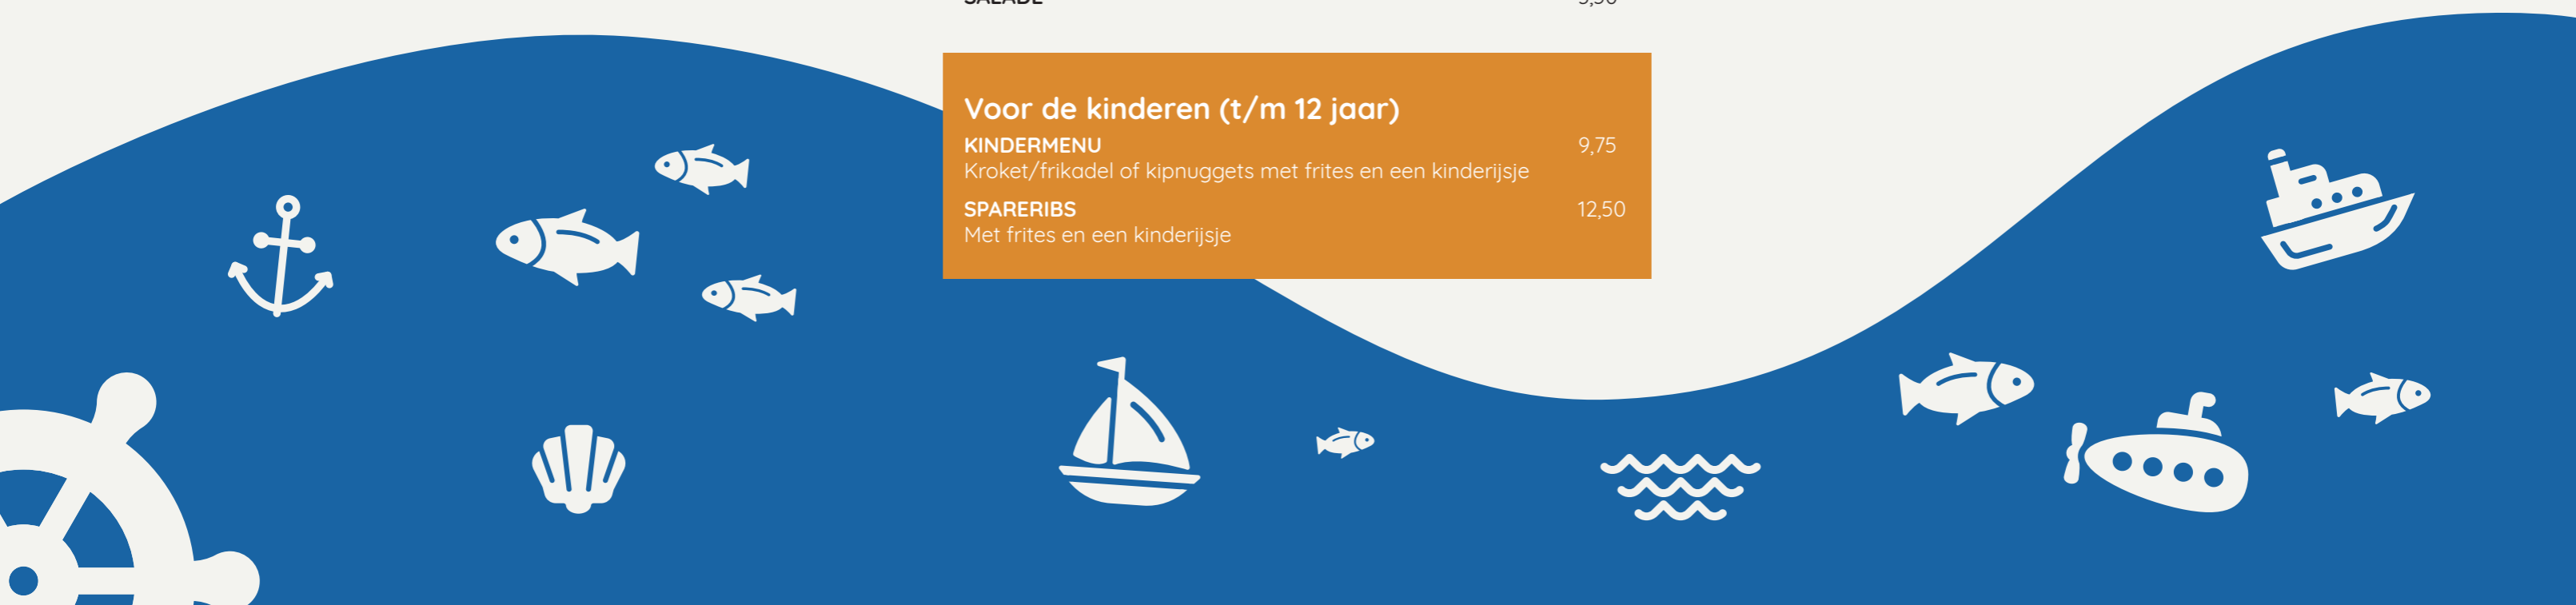 SALADE
Voor de kinderen (t/m 12 jaar)
KINDERMENU 9,75
Kroket/frikadel of kipnuggets met frites en een kinderijsje
SPARERIBS 12,50
Met frites en een kinderijsje